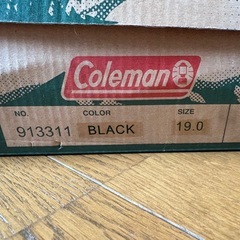 Coleman
NO. COLOR SIZE
913311 BLACK 19.0